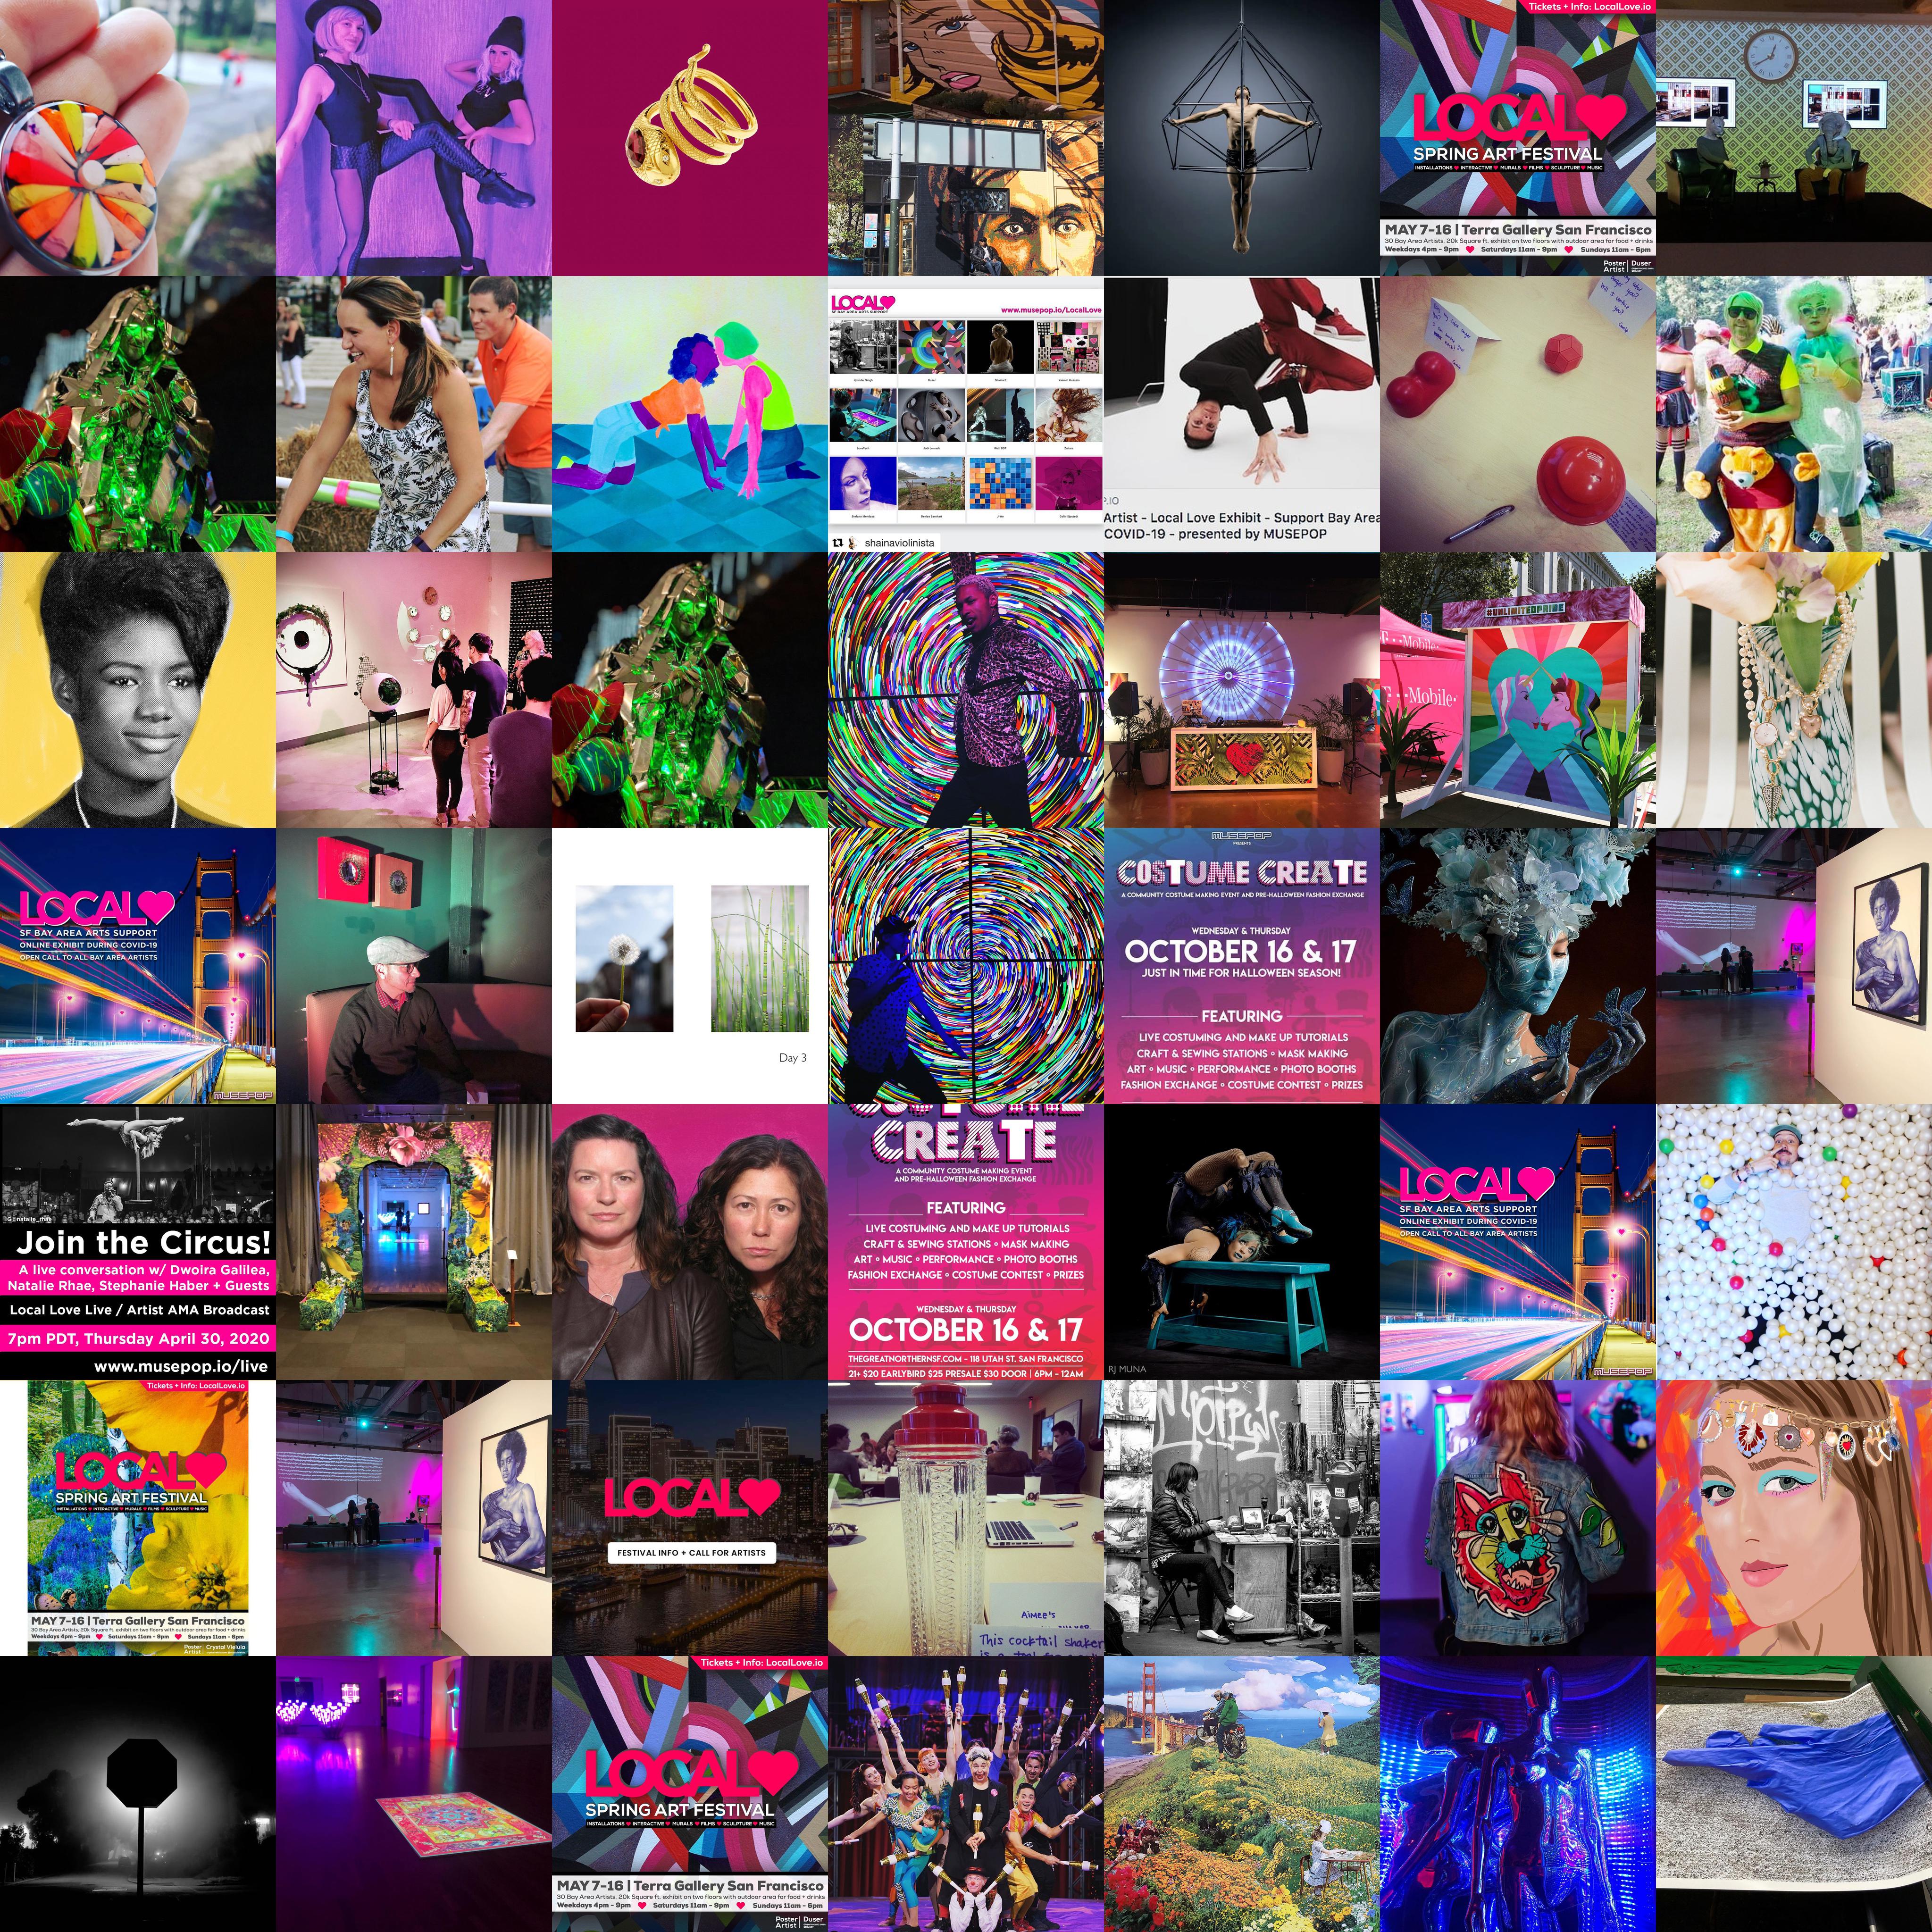 Tickets + Info: LocalLove.io
LOCAL
SPRING ART FESTIVAL
INSTALLATIONS ♥ INTERACTIVE ♥ MURALS ♥ FILMS ♥ SCULPTURE ♥ MUSIC
MAY 7-16 | Terra Gallery San Francisco
30 Bay Area Artists, 20k Square ft. exhibit on two floors with outdoor area for food + drinks
Weekdays 4pm - 9pm ♥ Saturdays 11am - 9pm ♥ Sundays 11am - 6pm
Poster Artist | Duser
LOCAL
SF BAY AREA ARTS SUPPORT
www.musepop.io/LocalLove
shainaviolinista
P.IO
Artist - Local Love Exhibit - Support Bay Area
COVID-19 - presented by MUSEPOP
#UNLIMITEDPRIDE
T-Mobile
T-Mobile
LOCAL
SF BAY AREA ARTS SUPPORT
ONLINE EXHIBIT DURING COVID-19
OPEN CALL TO ALL BAY AREA ARTISTS
MUSEPOP
Day 3
MUSEPOP
PRESENTS
COSTUME CREATE
A COMMUNITY COSTUME MAKING EVENT AND PRE-HALLOWEEN FASHION EXCHANGE
WEDNESDAY & THURSDAY
OCTOBER 16 & 17
JUST IN TIME FOR HALLOWEEN SEASON!
FEATURING
LIVE COSTUMING AND MAKE UP TUTORIALS
CRAFT & SEWING STATIONS • MASK MAKING
ART • MUSIC • PERFORMANCE • PHOTO BOOTHS
FASHION EXCHANGE • COSTUME CONTEST • PRIZES
Join the Circus!
A live conversation w/ Dwoira Galilea,
Natalie Rhae, Stephanie Haber + Guests
Local Love Live / Artist AMA Broadcast
7pm PDT, Thursday April 30, 2020
www.musepop.io/live
COSTUME
CREATE
A COMMUNITY COSTUME MAKING EVENT
AND PRE-HALLOWEEN FASHION EXCHANGE
FEATURING
LIVE COSTUMING AND MAKE UP TUTORIALS
CRAFT & SEWING STATIONS • MASK MAKING
ART • MUSIC • PERFORMANCE • PHOTO BOOTHS
FASHION EXCHANGE • COSTUME CONTEST • PRIZES
WEDNESDAY & THURSDAY
OCTOBER 16 & 17
THEGREATNORTHERNSF.COM - 118 UTAH ST. SAN FRANCISCO
21+ $20 EARLYBIRD $25 PRESALE $30 DOOR | 6PM - 12AM
RJ MUNA
LOCAL
SF BAY AREA ARTS SUPPORT
ONLINE EXHIBIT DURING COVID-19
OPEN CALL TO ALL BAY AREA ARTISTS
MUSEPOP
Tickets + Info: LocalLove.io
LOCAL
SPRING ART FESTIVAL
INSTALLATIONS ♥ INTERACTIVE ♥ MURALS ♥ FILMS ♥ SCULPTURE ♥ MUSIC
MAY 7-16 | Terra Gallery San Francisco
30 Bay Area Artists, 20k Square ft. exhibit on two floors with outdoor area for food + drinks
Weekdays 4pm - 9pm ♥ Saturdays 11am - 9pm ♥ Sundays 11am - 6pm
Poster Artist | Crystal Vielula
LOCAL
FESTIVAL INFO + CALL FOR ARTISTS
Aimee's
This cocktail shaker
Tickets + Info: LocalLove.io
LOCAL
SPRING ART FESTIVAL
INSTALLATIONS ♥ INTERACTIVE ♥ MURALS ♥ FILMS ♥ SCULPTURE ♥ MUSIC
MAY 7-16 | Terra Gallery San Francisco
30 Bay Area Artists, 20k Square ft. exhibit on two floors with outdoor area for food + drinks
Weekdays 4pm - 9pm ♥ Saturdays 11am - 9pm ♥ Sundays 11am - 6pm
Poster Artist | Duser